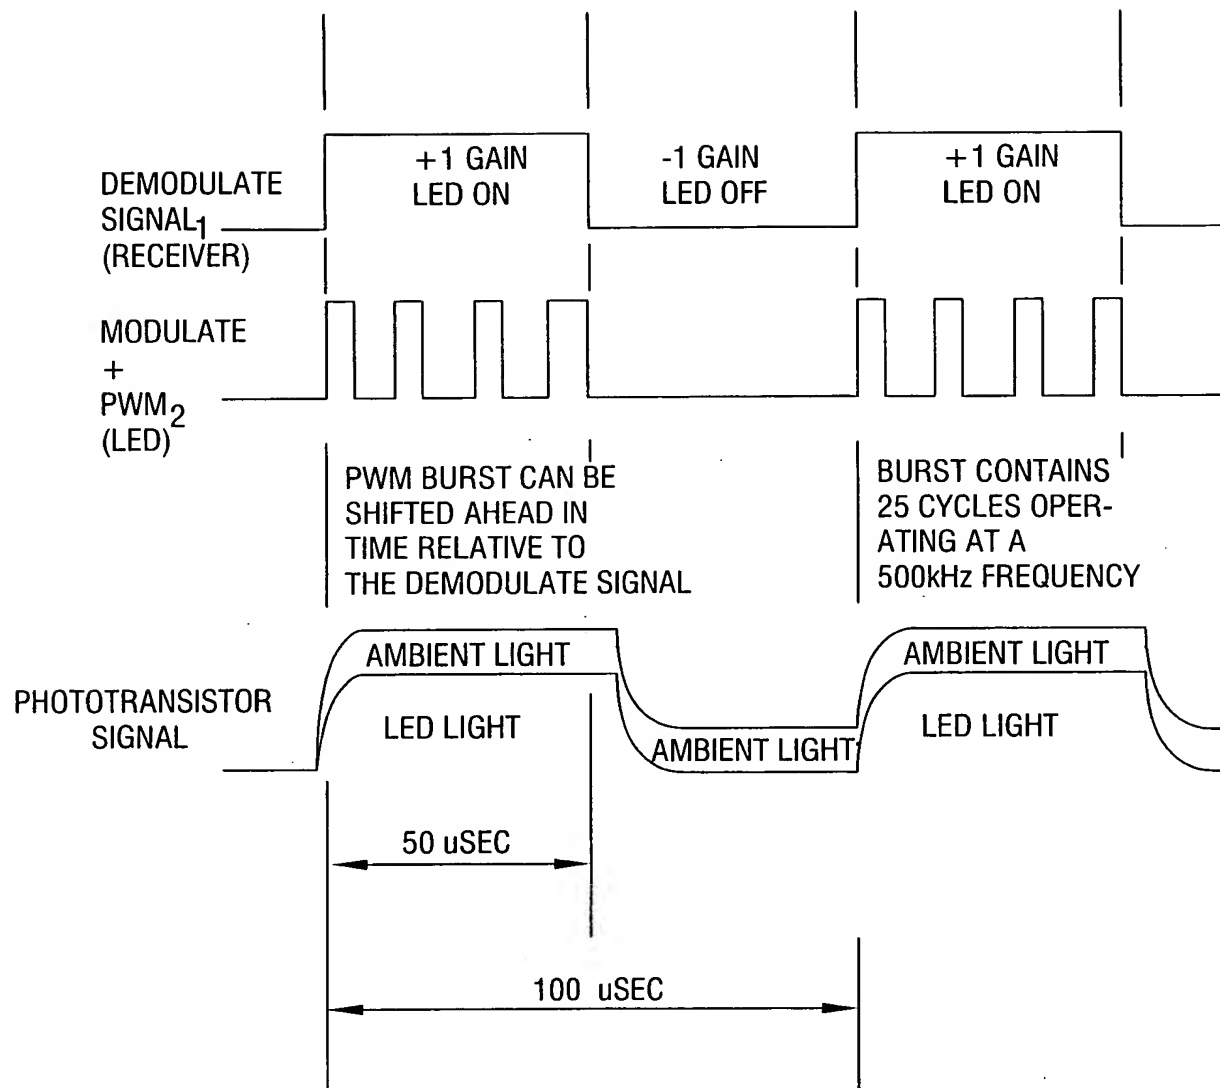 +1 GAIN
LED ON
-1 GAIN
LED OFF
+1 GAIN
LED ON
DEMODULATE
SIGNAL1
(RECEIVER)
MODULATE
+
PWM2
(LED)
PWM BURST CAN BE
SHIFTED AHEAD IN
TIME RELATIVE TO
THE DEMODULATE SIGNAL
BURST CONTAINS
25 CYCLES OPER-
ATING AT A
500kHz FREQUENCY
PHOTOTRANSISTOR
SIGNAL
AMBIENT LIGHT
LED LIGHT
AMBIENT LIGHT
AMBIENT LIGHT
LED LIGHT
50 uSEC
100 uSEC